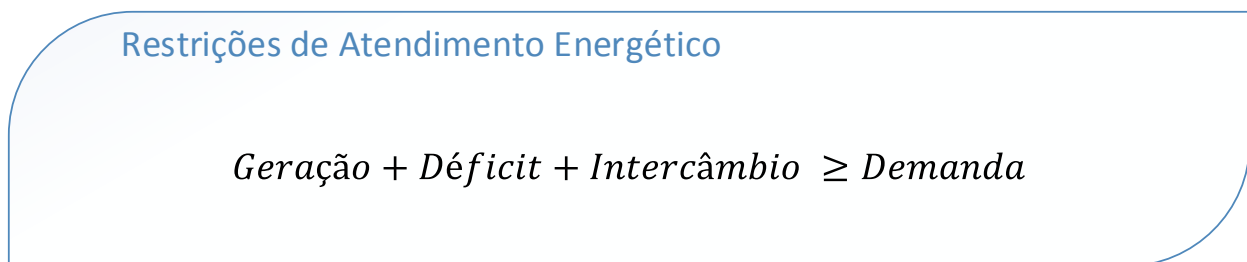 Restrições de Atendimento Energético
Geração + Déficit + Intercâmbio ≥ Demanda